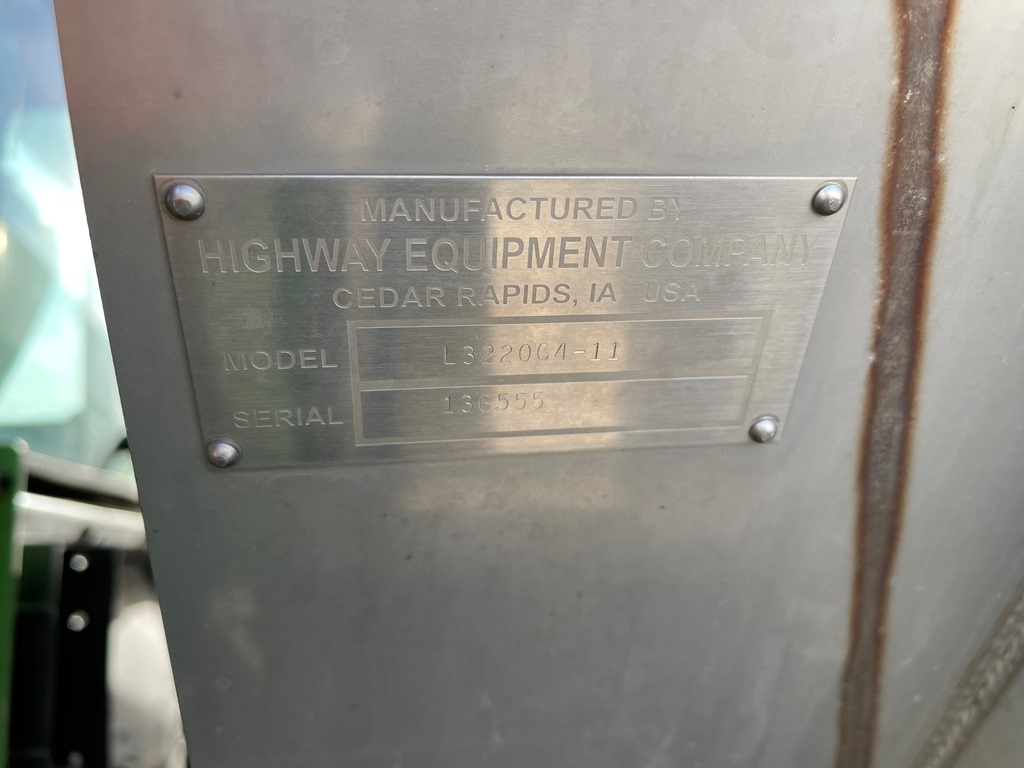 MANUFACTURED BY
HIGHWAY EQUIPMENT COMPANY
CEDAR RAPIDS, IA USA
MODEL L3220G4-11
SERIAL 136555